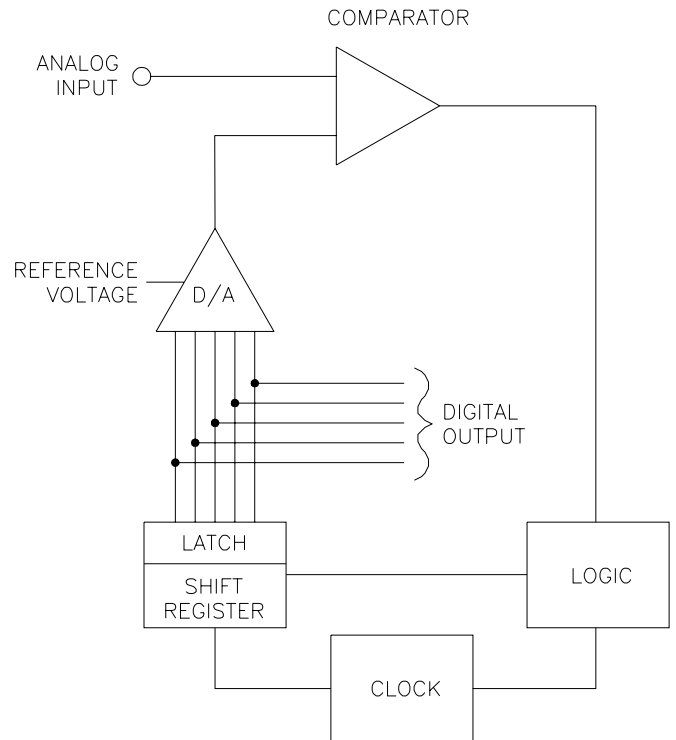 COMPARATOR
ANALOG
INPUT
REFERENCE
VOLTAGE
D/A
DIGITAL
OUTPUT
LATCH
SHIFT
REGISTER
LOGIC
CLOCK